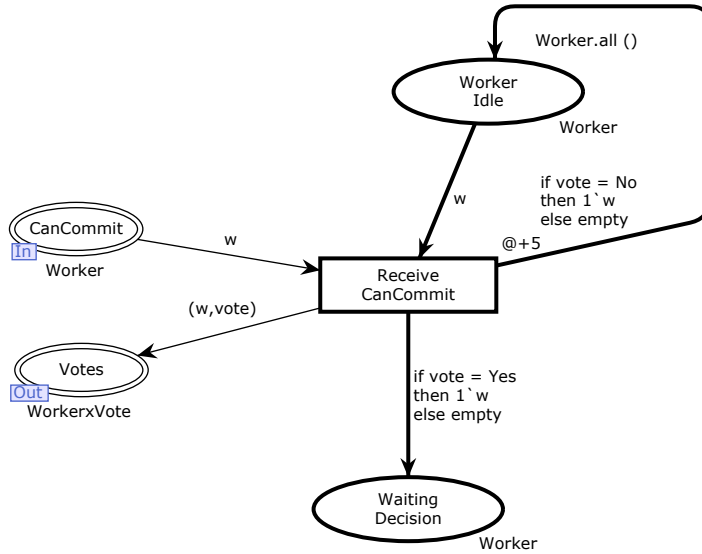 Worker.all ()
Worker
Idle
Worker
w
if vote = No
then 1`w
else empty
@+5
CanCommit
In
Worker
w
Receive
CanCommit
(w,vote)
Votes
Out
WorkerxVote
if vote = Yes
then 1`w
else empty
Waiting
Decision
Worker